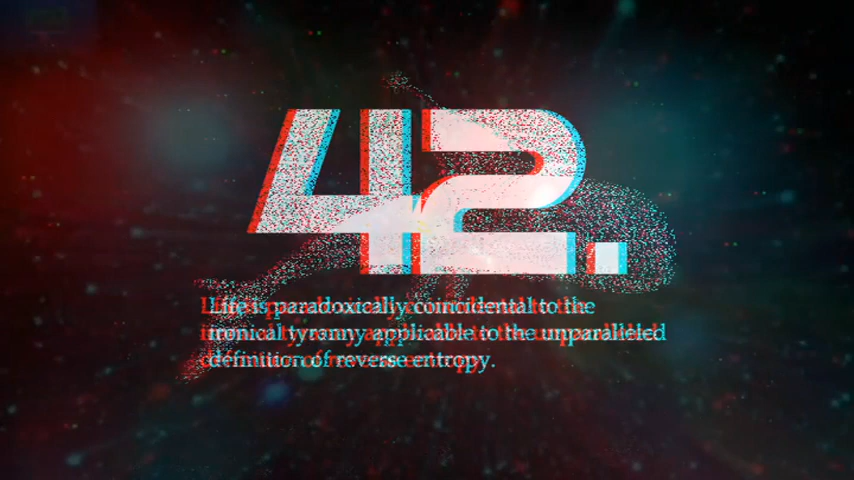 42.
Life is paradoxically coincidental to the
ironical tyranny applicable to the unparalleled
definition of reverse entropy.